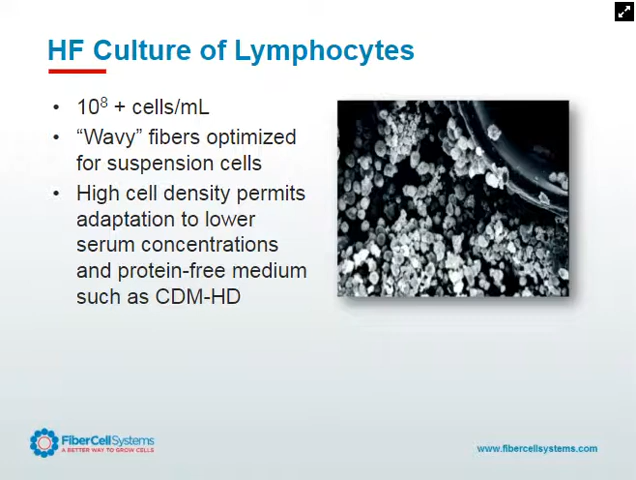 HF Culture of Lymphocytes
• 10⁸ + cells/mL
• “Wavy” fibers optimized
for suspension cells
• High cell density permits
adaptation to lower
serum concentrations
and protein-free medium
such as CDM-HD
FiberCellSystems
A BETTER WAY TO GROW CELLS
www.fibercellsystems.com